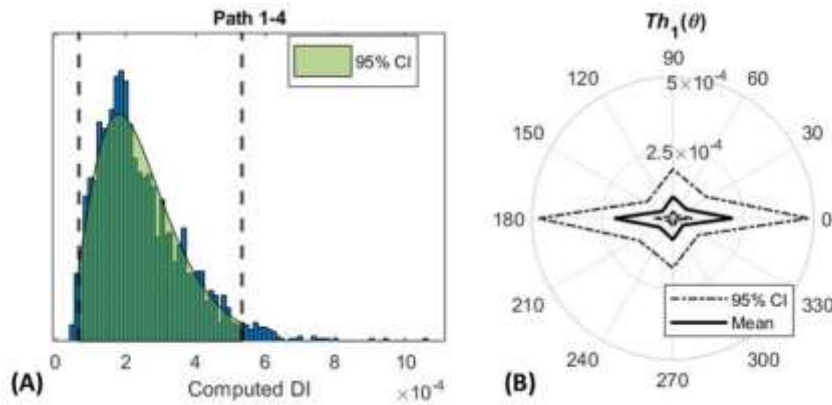 Path 1-4
95% CI
0 2 4 6 8 10
Computed DI
×10⁻⁴
(A)
Th₁(θ)
90
120 5×10⁻⁴ 60
150 2.5×10⁻⁴ 30
180 0
210 330
95% CI
Mean
240 300
270
(B)